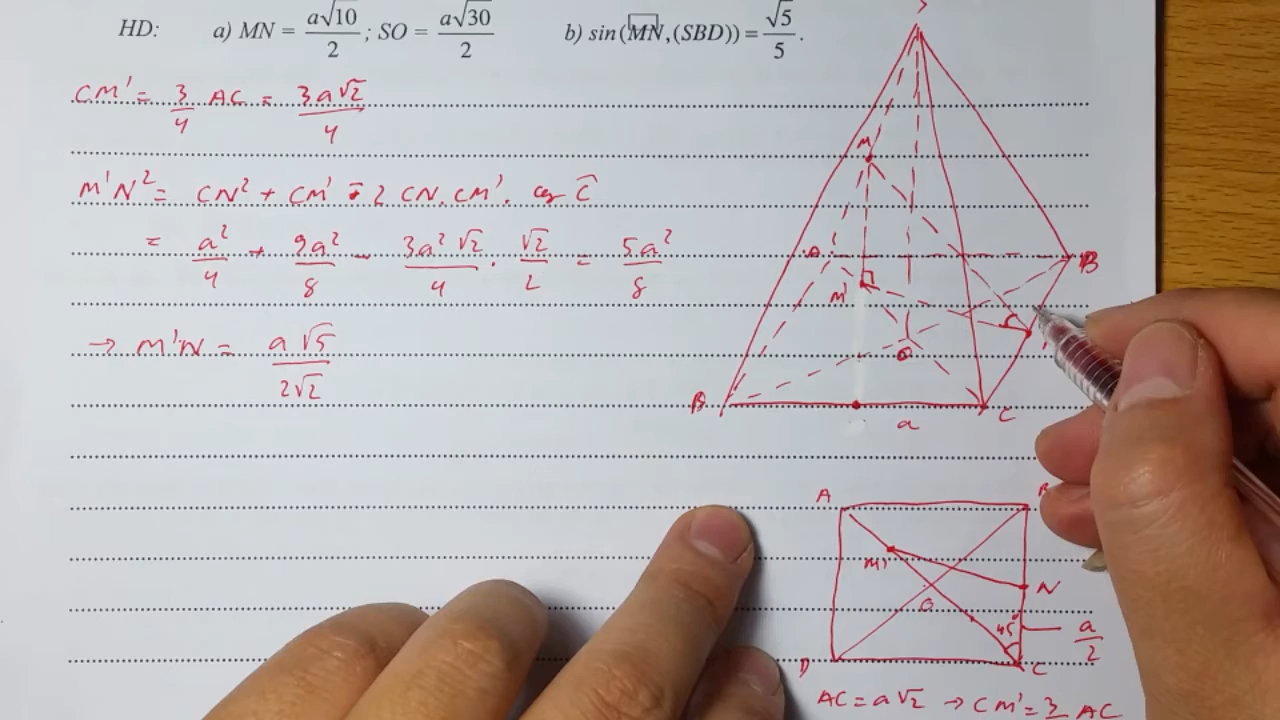 HD: a) MN = a√10/2 ; SO = a√30/2 b) sin(MN,(SBD)) = √5/5 .
CM' = 3/4 AC = 3a√2/4
M'N² = CN² + CM' - 2 CN. CM'. cos Ĉ
= a²/4 + 9a²/8 - 3a²√2/4 . √2/2 = 5a²/8
→ M'N = a√5/2√2
M
A
B
M'
O
B
C
a
A
M'
N
O
45°
a/2
D
C
AC = a√2 → CM' = 3 AC